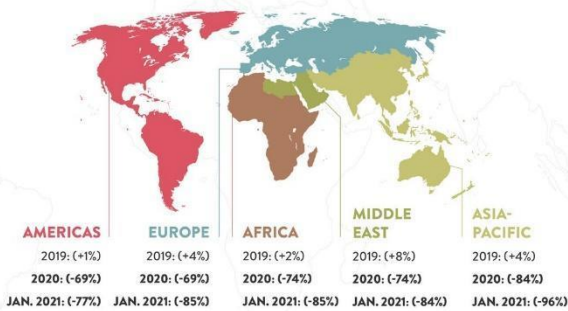 AMERICAS
2019: (+1%)
2020: (-69%)
JAN. 2021: (-77%)
EUROPE
2019: (+4%)
2020: (-69%)
JAN. 2021: (-85%)
AFRICA
2019: (+2%)
2020: (-74%)
JAN. 2021: (-85%)
MIDDLE
EAST
2019: (+8%)
2020: (-74%)
JAN. 2021: (-84%)
ASIA-
PACIFIC
2019: (+4%)
2020: (-84%)
JAN. 2021: (-96%)